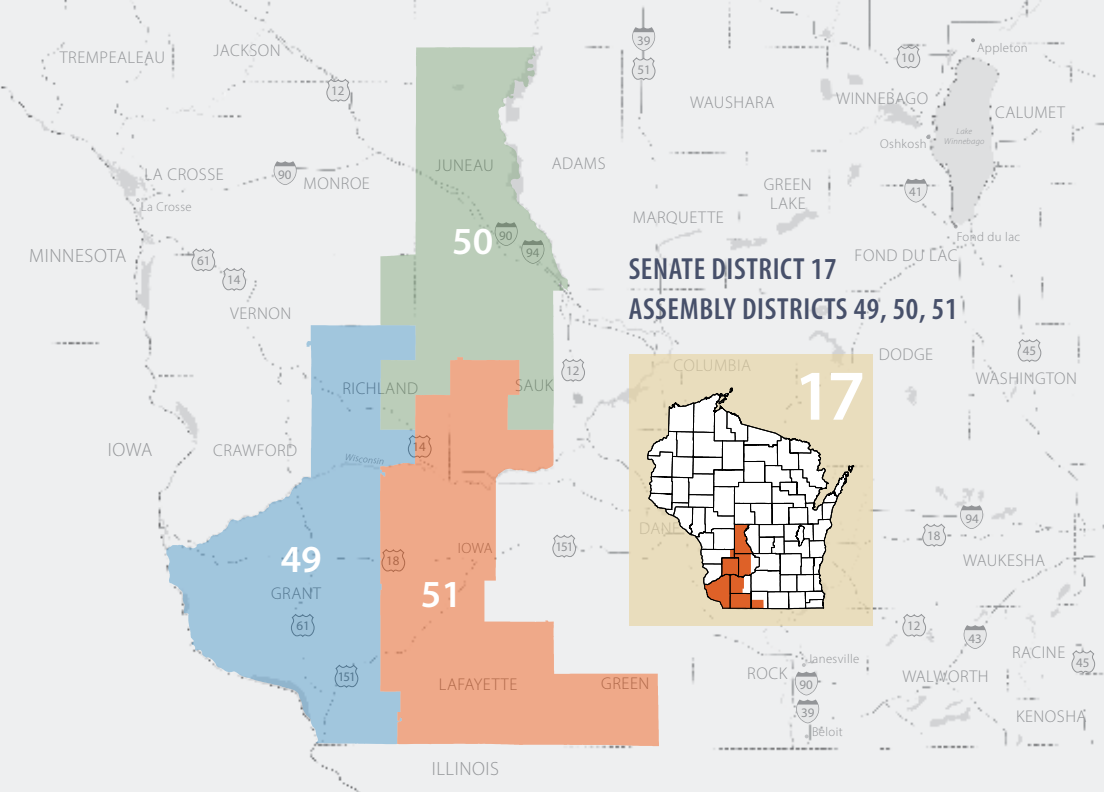 39
51
Appleton
JACKSON
TREMPEALEAU
10
12
WAUSHARA
WINNEBAGO
CALUMET
Lake
Winnebago
Oshkosh
JUNEAU
ADAMS
LA CROSSE
90
MONROE
GREEN
LAKE
41
La Crosse
MARQUETTE
50
90
94
Fond du lac
MINNESOTA
61
14
FOND DU LAC
SENATE DISTRICT 17
ASSEMBLY DISTRICTS 49, 50, 51
VERNON
45
DODGE
COLUMBIA
12
WASHINGTON
RICHLAND
SAUK
17
IOWA
CRAWFORD
14
Wisconsin
94
DANE
18
49
18
IOWA
151
WAUKESHA
GRANT
51
61
12
43
RACINE
45
Janesville
ROCK
90
WALWORTH
151
LAFAYETTE
GREEN
39
KENOSHA
Beloit
ILLINOIS